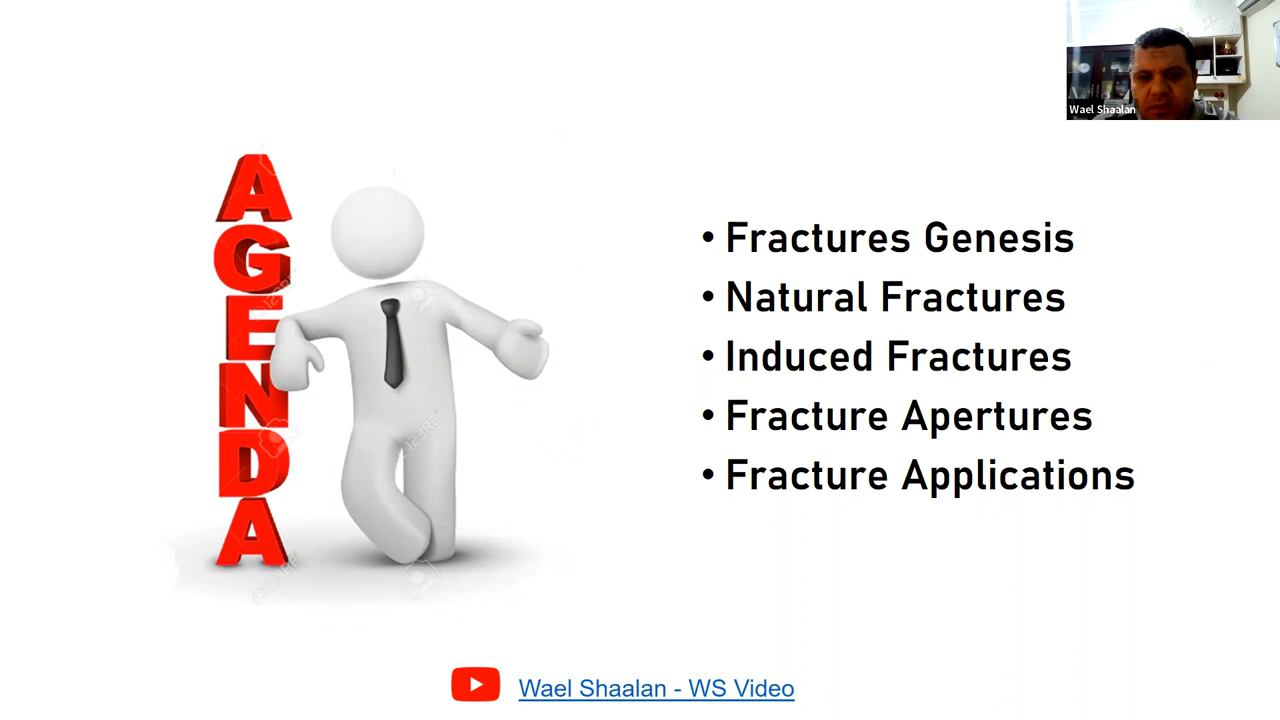 Wael Shaalan
AGENDA
• Fractures Genesis
• Natural Fractures
• Induced Fractures
• Fracture Apertures
• Fracture Applications
Wael Shaalan - WS Video